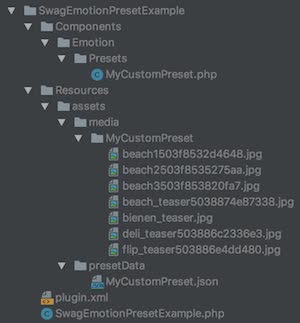 SwagEmotionPresetExample
Components
Emotion
Presets
MyCustomPreset.php
Resources
assets
media
MyCustomPreset
beach1503f8532d4648.jpg
beach2503f8535275aa.jpg
beach3503f853820fa7.jpg
beach_teaser5038874e87338.jpg
bienen_teaser.jpg
deli_teaser503886c2336e3.jpg
flip_teaser503886e4dd480.jpg
presetData
MyCustomPreset.json
plugin.xml
SwagEmotionPresetExample.php